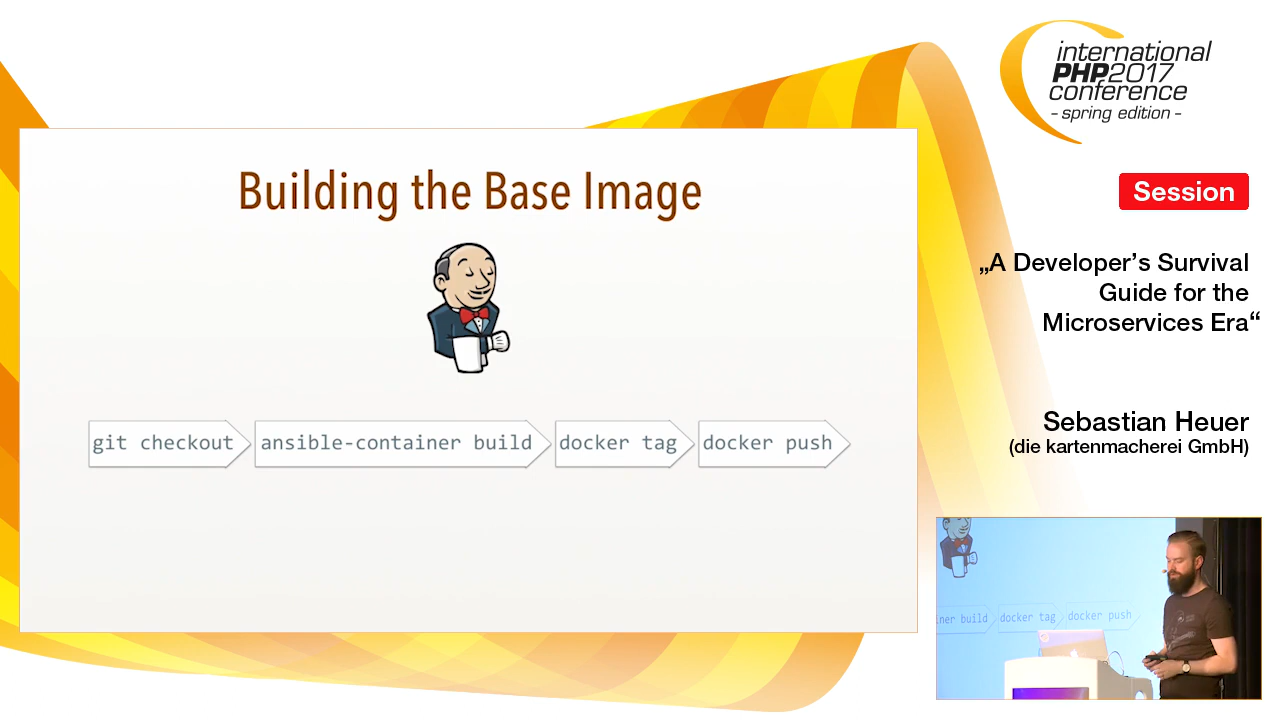 international
PHP2017
conference
- spring edition -
Session
„A Developer’s Survival
Guide for the
Microservices Era“
Sebastian Heuer
(die kartenmacherei GmbH)
Building the Base Image
git checkout
ansible-container build
docker tag
docker push
iner build
docker tag
docker push